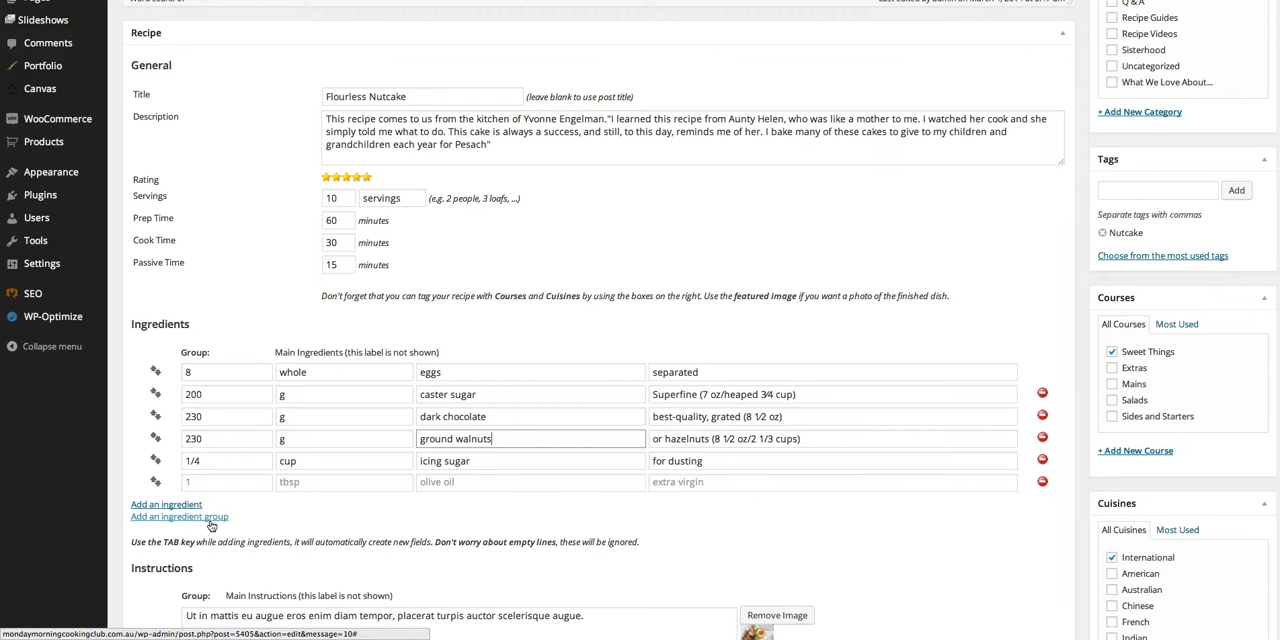 Slideshows
Comments
Portfolio
Canvas
WooCommerce
Products
Appearance
Plugins
Users
Tools
Settings
SEO
WP-Optimize
Collapse menu
Recipe
General
Title
Flourless Nutcake
(leave blank to use post title)
Description
This recipe comes to us from the kitchen of Yvonne Engelman."I learned this recipe from Aunty Helen, who was like a mother to me. I watched her cook and she
simply told me what to do. This cake is always a success, and still, to this day, reminds me of her. I bake many of these cakes to give to my children and
grandchildren each year for Pesach"
Rating
Servings
10 servings (e.g. 2 people, 3 loafs, ...)
Prep Time
60 minutes
Cook Time
30 minutes
Passive Time
15 minutes
Don't forget that you can tag your recipe with Courses and Cuisines by using the boxes on the right. Use the featured image if you want a photo of the finished dish.
Ingredients
Group: Main Ingredients (this label is not shown)
8 whole eggs separated
200 g caster sugar Superfine (7 oz/heaped 3⁄4 cup)
230 g dark chocolate best-quality, grated (8 1⁄2 oz)
230 g ground walnuts or hazelnuts (8 1⁄2 oz/2 1/3 cups)
1/4 cup icing sugar for dusting
1 tbsp olive oil extra virgin
Add an ingredient
Add an ingredient group
Use the TAB key while adding ingredients, it will automatically create new fields. Don't worry about empty lines, these will be ignored.
Instructions
Group: Main Instructions (this label is not shown)
Ut in mattis eu augue eros enim diam tempor, placerat turpis auctor scelerisque augue.
Remove Image
mondaymorningcookingclub.com.au/wp-admin/post.php?post=5405&action=edit&message=10#
Q & A
Recipe Guides
Recipe Videos
Sisterhood
Uncategorized
What We Love About...
+ Add New Category
Tags
Add
Separate tags with commas
Nutcake
Choose from the most used tags
Courses
All Courses Most Used
Sweet Things
Extras
Mains
Salads
Sides and Starters
+ Add New Course
Cuisines
All Cuisines Most Used
International
American
Australian
Chinese
French